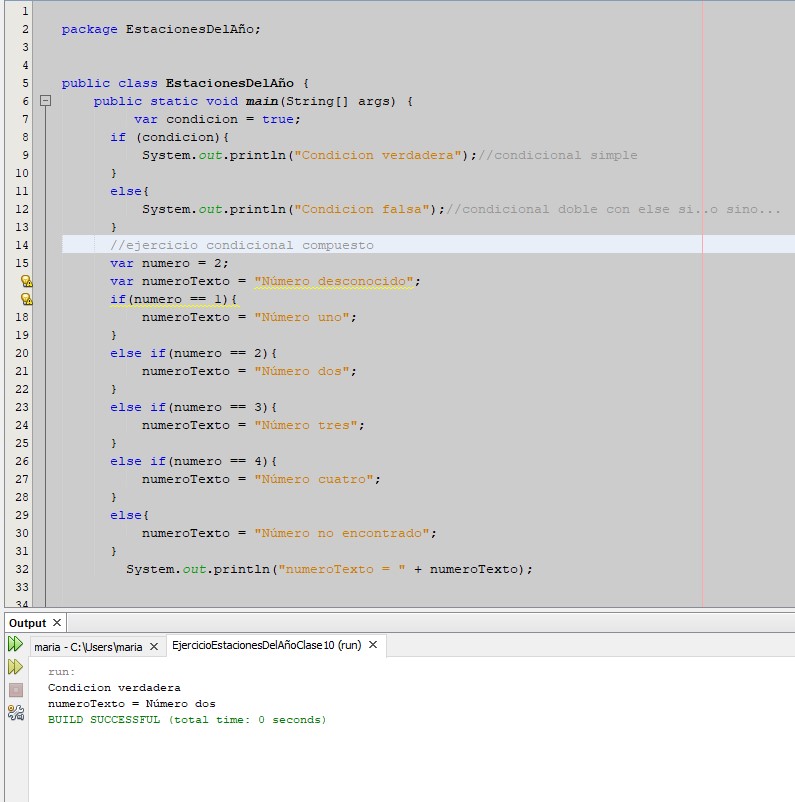 1
2 package EstacionesDelAño;
3
4
5 public class EstacionesDelAño {
6 public static void main(String[] args) {
7 var condicion = true;
8 if (condicion){
9 System.out.println("Condicion verdadera");//condicional simple
10 }
11 else{
12 System.out.println("Condicion falsa");//condicional doble con else si..o sino...
13 }
14 //ejercicio condicional compuesto
15 var numero = 2;
var numeroTexto = "Número desconocido";
if(numero == 1){
18 numeroTexto = "Número uno";
19 }
20 else if(numero == 2){
21 numeroTexto = "Número dos";
22 }
23 else if(numero == 3){
24 numeroTexto = "Número tres";
25 }
26 else if(numero == 4){
27 numeroTexto = "Número cuatro";
28 }
29 else{
30 numeroTexto = "Número no encontrado";
31 }
32 System.out.println("numeroTexto = " + numeroTexto);
33
34
Output ×
maria - C:\Users\maria × EjercicioEstacionesDelAñoClase10 (run) ×
run:
Condicion verdadera
numeroTexto = Número dos
BUILD SUCCESSFUL (total time: 0 seconds)